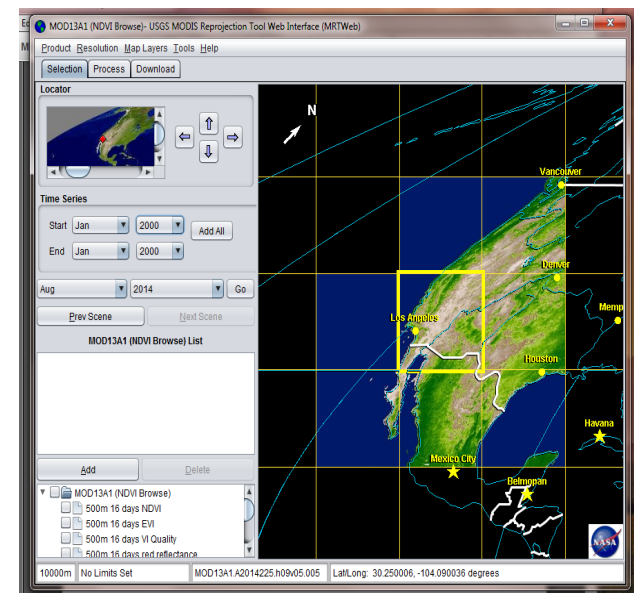 MOD13A1 (NDVI Browse)- USGS MODIS Reprojection Tool Web Interface (MRTWeb)
Product Resolution Map Layers Tools Help
Selection Process Download
Locator
N
Vancouver
Time Series
Start Jan 2000 Add All
End Jan 2000
Denver
Aug 2014 Go
Memp
Los Angeles
Prev Scene Next Scene
MOD13A1 (NDVI Browse) List
Houston
Havana
Mexico City
Add Delete
Belmopan
MOD13A1 (NDVI Browse)
500m 16 days NDVI
500m 16 days EVI
500m 16 days VI Quality
500m 16 days red reflectance
NASA
10000m No Limits Set MOD13A1.A2014225.h09v05.005 Lat/Long: 30.250006, -104.090036 degrees